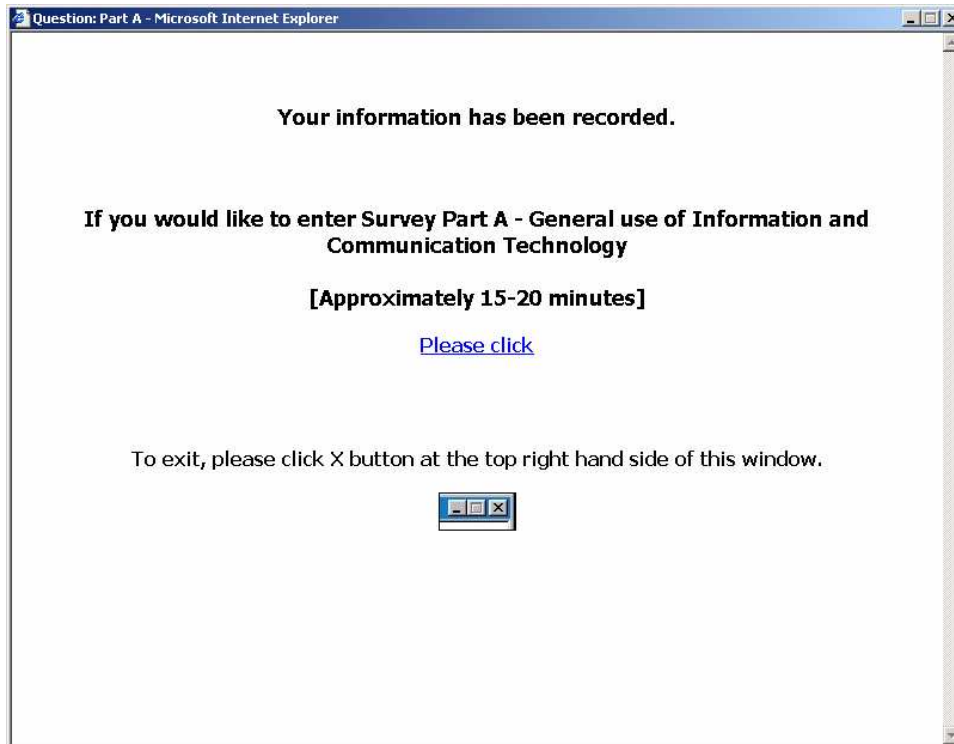 Question: Part A - Microsoft Internet Explorer
Your information has been recorded.
If you would like to enter Survey Part A - General use of Information and
Communication Technology
[Approximately 15-20 minutes]
Please click
To exit, please click X button at the top right hand side of this window.